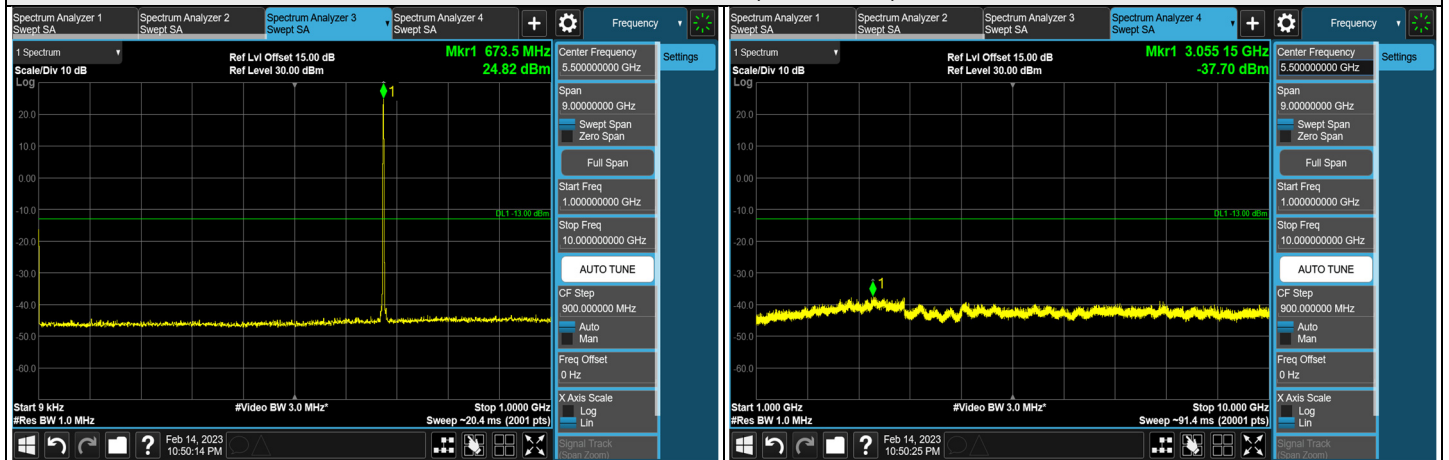 Spectrum Analyzer 1
Swept SA
Spectrum Analyzer 2
Swept SA
Spectrum Analyzer 3
Swept SA
Spectrum Analyzer 4
Swept SA
Frequency
1 Spectrum
Scale/Div 10 dB
Log
Ref Lvl Offset 15.00 dB
Ref Level 30.00 dBm
Mkr1 673.5 MHz
24.82 dBm
1
20.0
10.0
0.00
-10.0
-20.0
-30.0
-40.0
-50.0
-60.0
DL1 -13.00 dBm
Start 9 kHz
#Res BW 1.0 MHz
#Video BW 3.0 MHz*
Stop 1.0000 GHz
Sweep ~20.4 ms (2001 pts)
Feb 14, 2023
10:50:14 PM
Center Frequency
5.500000000 GHz
Settings
Span
9.00000000 GHz
Swept Span
Zero Span
Full Span
Start Freq
1.000000000 GHz
Stop Freq
10.000000000 GHz
AUTO TUNE
CF Step
900.000000 MHz
Auto
Man
Freq Offset
0 Hz
X Axis Scale
Log
Lin
Signal Track
(Span Zoom)
Spectrum Analyzer 1
Swept SA
Spectrum Analyzer 2
Swept SA
Spectrum Analyzer 3
Swept SA
Spectrum Analyzer 4
Swept SA
Frequency
1 Spectrum
Scale/Div 10 dB
Log
Ref Lvl Offset 15.00 dB
Ref Level 30.00 dBm
Mkr1 3.055 15 GHz
-37.70 dBm
1
20.0
10.0
0.00
-10.0
-20.0
-30.0
-40.0
-50.0
-60.0
DL1 -13.00 dBm
Start 1.000 GHz
#Res BW 1.0 MHz
#Video BW 3.0 MHz*
Stop 10.000 GHz
Sweep ~91.4 ms (20001 pts)
Feb 14, 2023
10:50:25 PM
Center Frequency
5.500000000 GHz
Settings
Span
9.00000000 GHz
Swept Span
Zero Span
Full Span
Start Freq
1.000000000 GHz
Stop Freq
10.000000000 GHz
AUTO TUNE
CF Step
900.000000 MHz
Auto
Man
Freq Offset
0 Hz
X Axis Scale
Log
Lin
Signal Track
(Span Zoom)